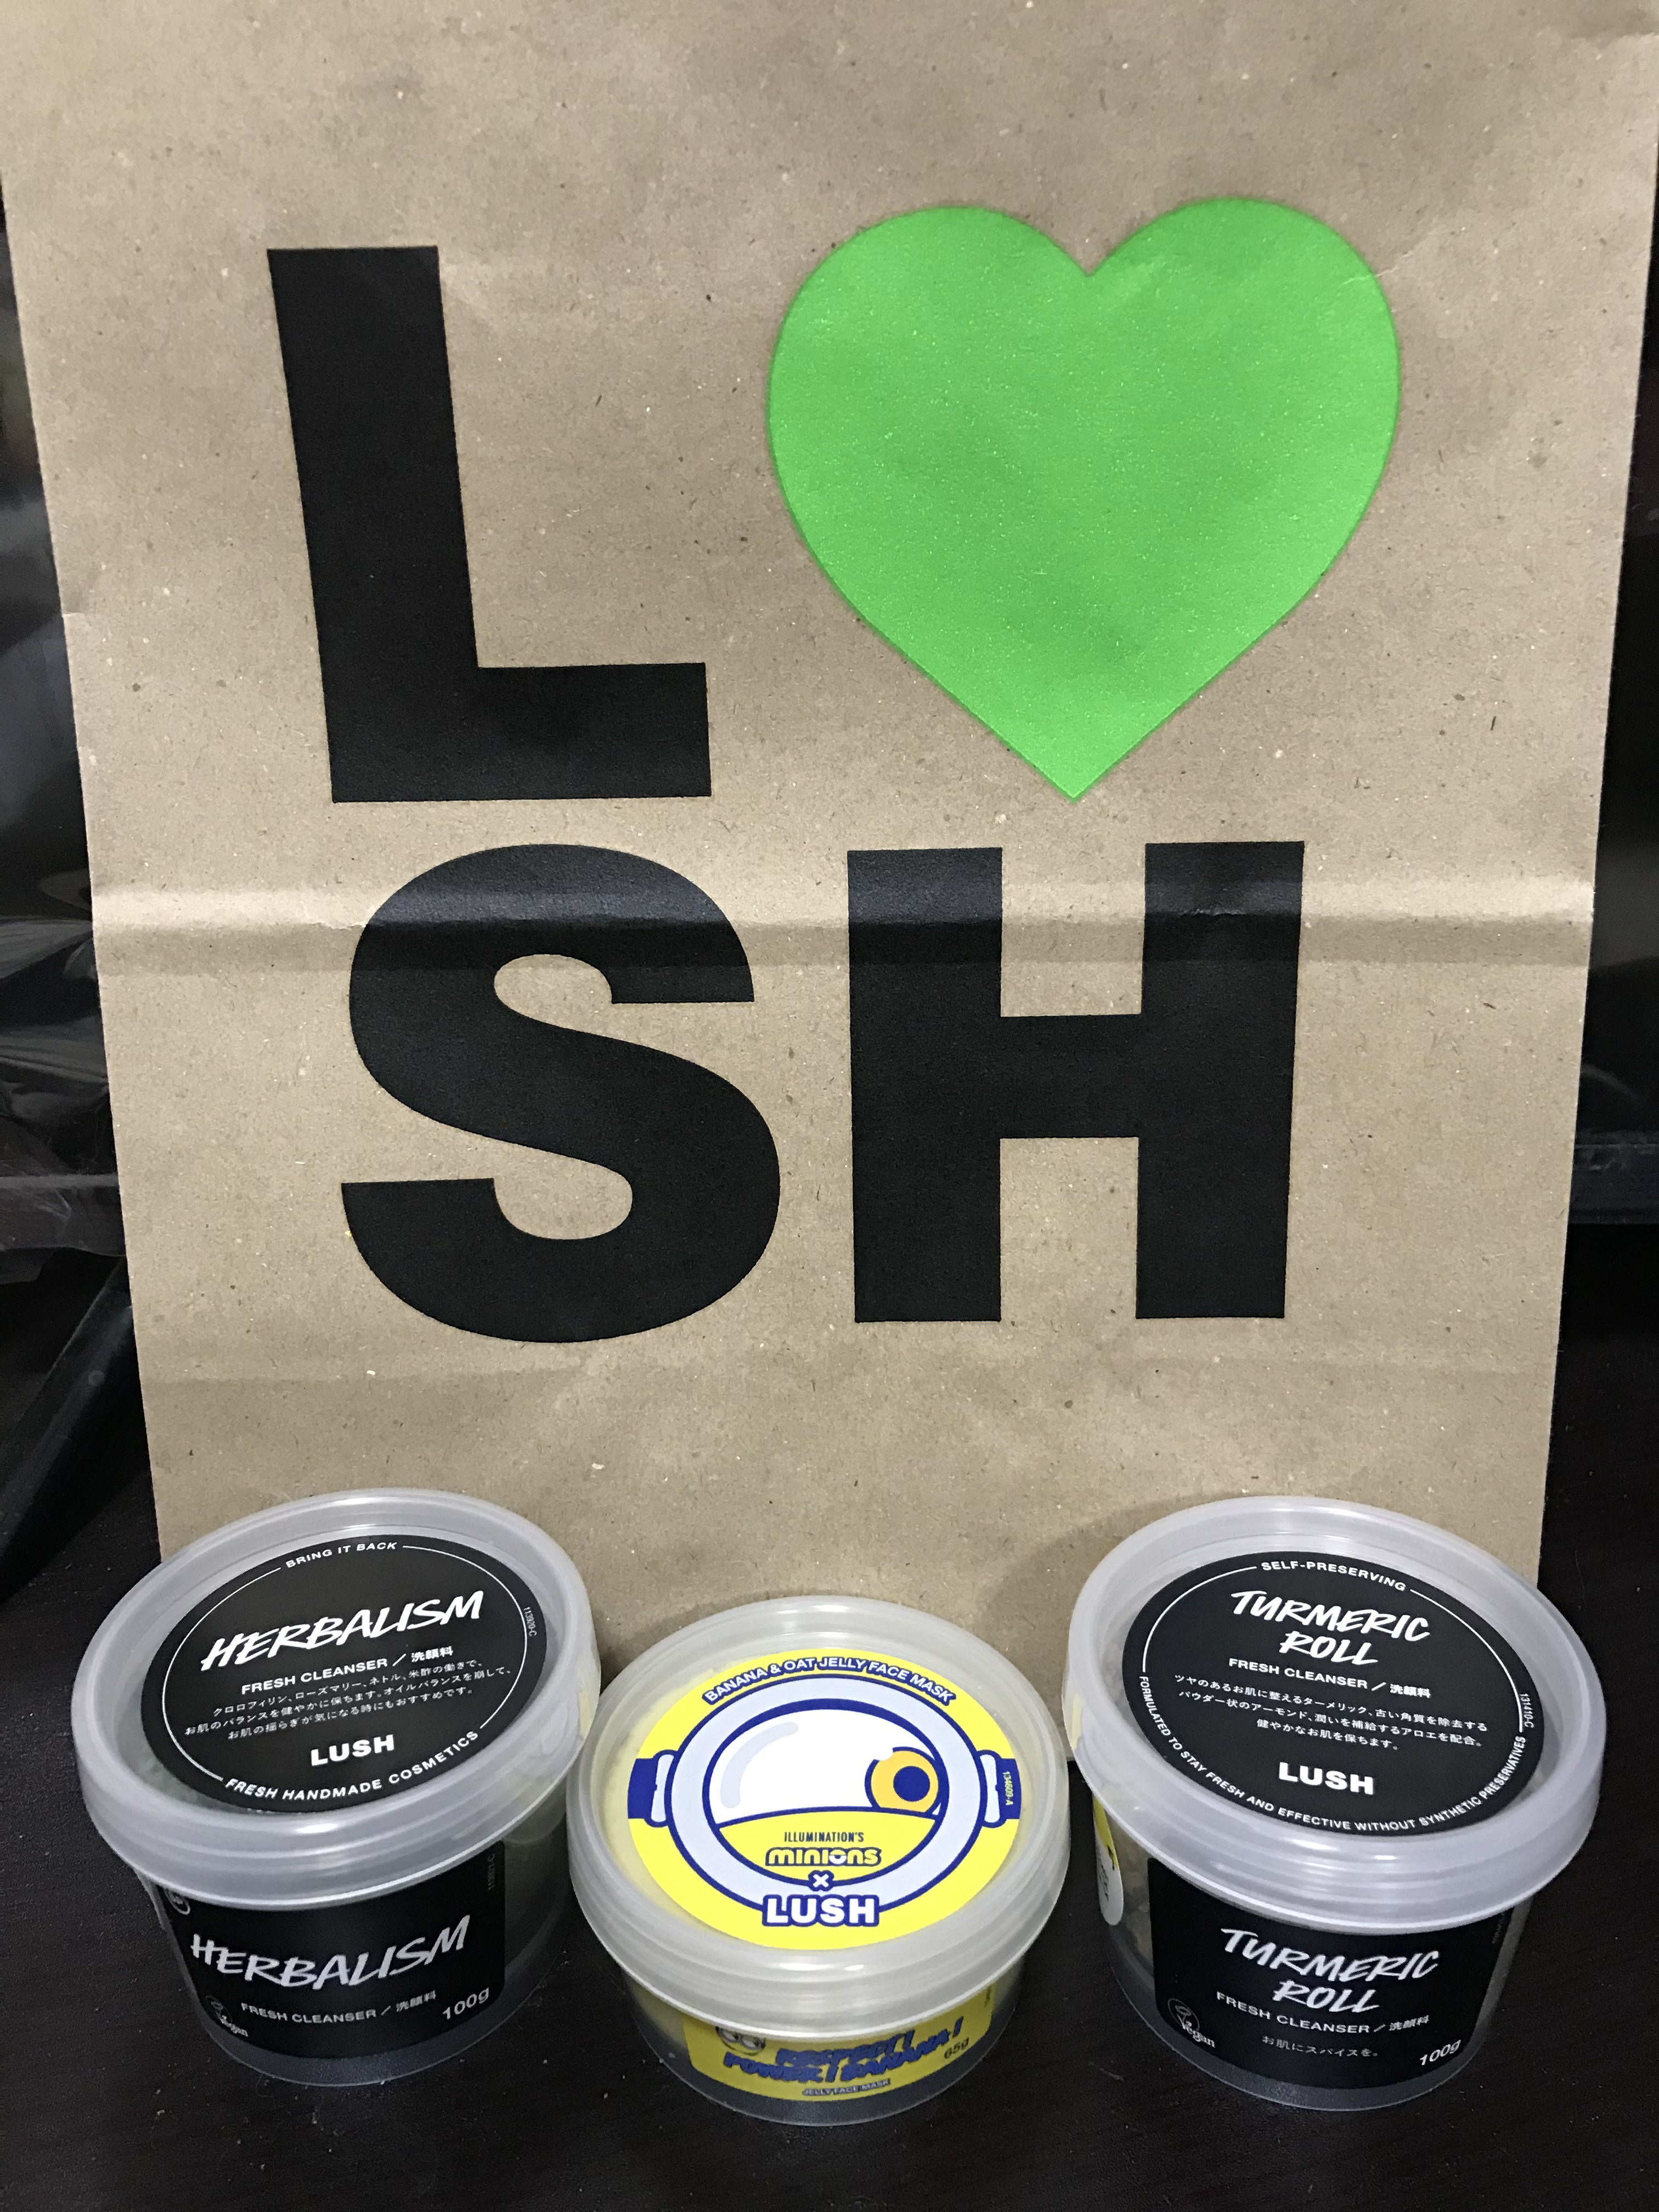 L
SH
BRING IT BACK
HERBALISM
FRESH CLEANSER / 洗顔料
クロロフィリン、ローズマリー、ネトル、米酢の働きで、
お肌のバランスを健やかに保ちます。オイルバランスを崩して、
お肌の揺らぎが気になる時にもおすすめです。
LUSH
FRESH HANDMADE COSMETICS
HERBALISM
FRESH CLEANSER / 洗顔料
Vegan
100g
BANANA & OAT JELLY FACE MASK
ILLUMINATION'S
minions
X
LUSH
134609-A
RESPECT!
POWER! BANANA!
JELLY FACE MASK
65g
SELF-PRESERVING
TURMERIC
ROLL
FRESH CLEANSER / 洗顔料
ツヤのあるお肌に整えるターメリック、古い角質を除去する
パウダー状のアーモンド、潤いを補給するアロエを配合。
健やかなお肌を保ちます。
LUSH
FORMULATED TO STAY FRESH AND EFFECTIVE WITHOUT SYNTHETIC PRESERVATIVES
13410-C
TURMERIC
ROLL
FRESH CLEANSER / 洗顔料
お肌にスパイスを。
Vegan
100g